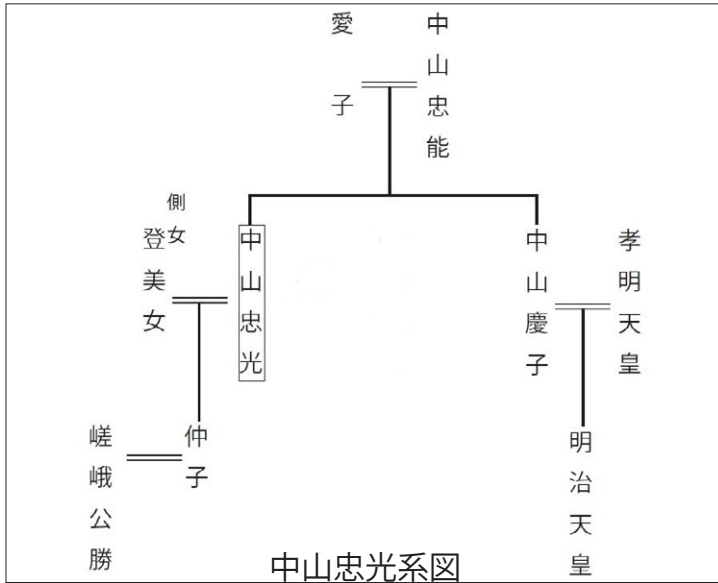 中山忠能
愛子
孝明天皇
中山慶子
中山忠光
側女
登美女
明治天皇
仲子
嵯峨公勝
中山忠光系図